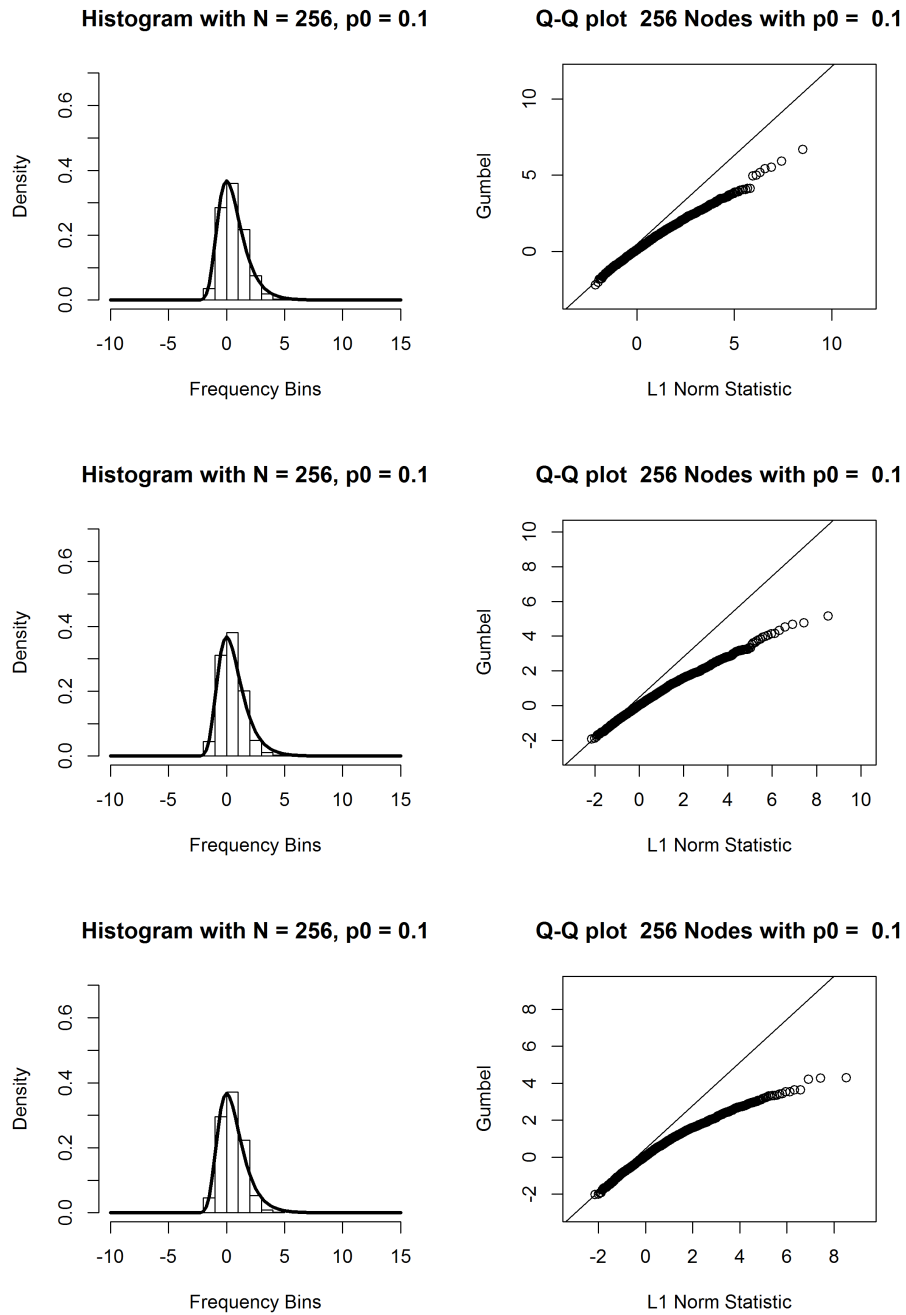 Histogram with N = 256, p0 = 0.1
Density
0.0 0.2 0.4 0.6
-10 -5 0 5 10 15
Frequency Bins
Q-Q plot  256 Nodes with p0 =  0.1
Gumbel
0 5 10
0 5 10
L1 Norm Statistic
Histogram with N = 256, p0 = 0.1
Density
0.0 0.2 0.4 0.6
-10 -5 0 5 10 15
Frequency Bins
Q-Q plot  256 Nodes with p0 =  0.1
Gumbel
-2 0 2 4 6 8 10
-2 0 2 4 6 8 10
L1 Norm Statistic
Histogram with N = 256, p0 = 0.1
Density
0.0 0.2 0.4 0.6
-10 -5 0 5 10 15
Frequency Bins
Q-Q plot  256 Nodes with p0 =  0.1
Gumbel
-2 0 2 4 6 8
-2 0 2 4 6 8
L1 Norm Statistic